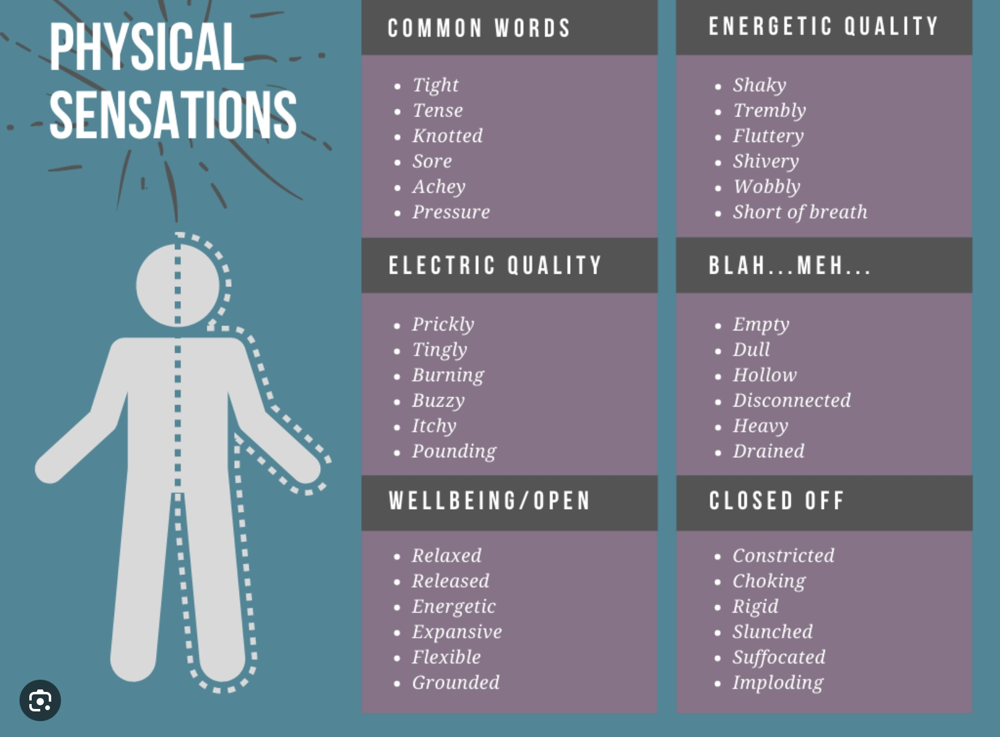 PHYSICAL
SENSATIONS
COMMON WORDS
• Tight
• Tense
• Knotted
• Sore
• Achey
• Pressure
ENERGETIC QUALITY
• Shaky
• Trembly
• Fluttery
• Shivery
• Wobbly
• Short of breath
ELECTRIC QUALITY
• Prickly
• Tingly
• Burning
• Buzzy
• Itchy
• Pounding
BLAH...MEH...
• Empty
• Dull
• Hollow
• Disconnected
• Heavy
• Drained
WELLBEING/OPEN
• Relaxed
• Released
• Energetic
• Expansive
• Flexible
• Grounded
CLOSED OFF
• Constricted
• Choking
• Rigid
• Slunched
• Suffocated
• Imploding